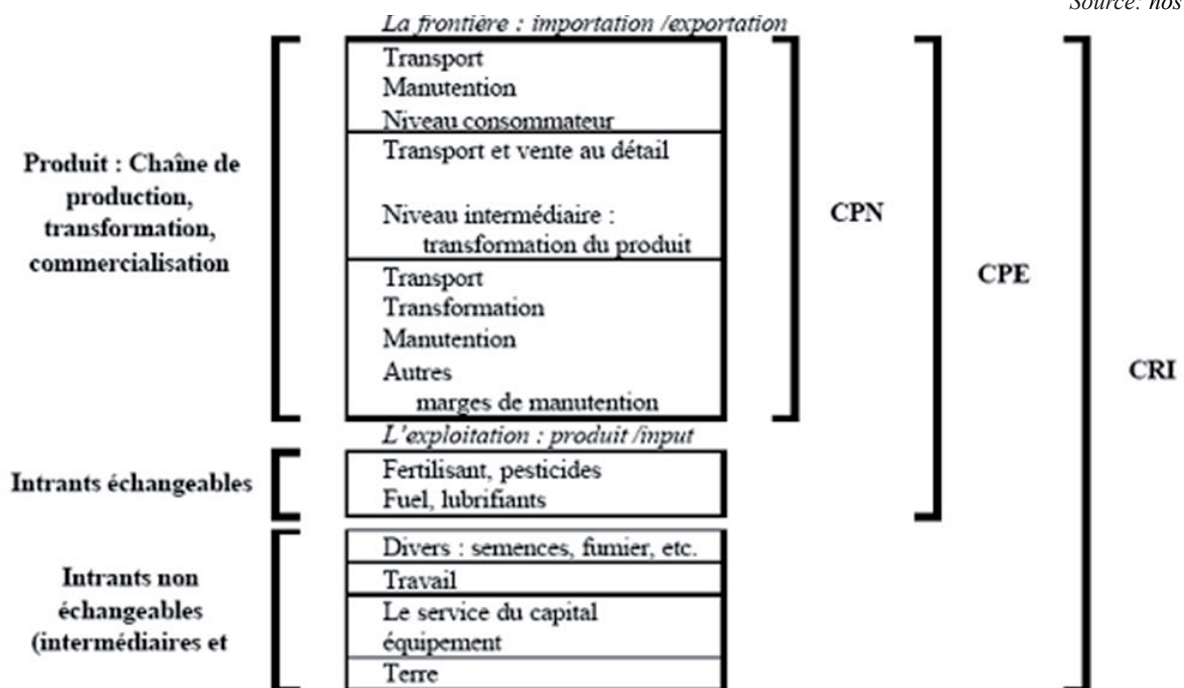 Source: nos
La frontière : importation /exportation
Transport
Manutention
Niveau consommateur
Transport et vente au détail
Niveau intermédiaire :
transformation du produit
Transport
Transformation
Manutention
Autres
marges de manutention
L'exploitation : produit /input
Fertilisant, pesticides
Fuel, lubrifiants
Divers : semences, fumier, etc.
Travail
Le service du capital
équipement
Terre
Produit : Chaîne de
production,
transformation,
commercialisation
Intrants échangeables
Intrants non
échangeables
(intermédiaires et
CPN
CPE
CRI